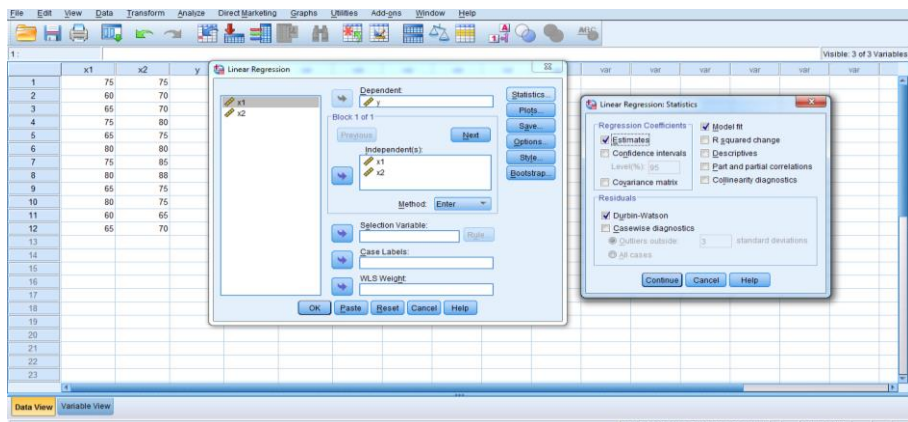 File Edit View Data Transform Analyze Direct Marketing Graphs Utilities Add-ons Window Help
1 :
Visible: 3 of 3 Variables
x1 x2 y var var var var var var
1 75 75
2 60 70
3 65 70
4 75 80
5 65 75
6 80 80
7 75 85
8 80 88
9 65 75
10 80 75
11 60 65
12 65 70
13
14
15
16
17
18
19
20
21
22
23
Data View Variable View
Linear Regression
x1
x2
Dependent:
y
Block 1 of 1
Previous Next
Independent(s):
x1
x2
Method: Enter
Selection Variable:
Rule...
Case Labels:
WLS Weight:
Statistics...
Plots...
Save...
Options...
Style...
Bootstrap...
OK Paste Reset Cancel Help
Linear Regression: Statistics
Regression Coefficients
Estimates
Confidence intervals
Level(%): 95
Covariance matrix
Model fit
R squared change
Descriptives
Part and partial correlations
Collinearity diagnostics
Residuals
Durbin-Watson
Casewise diagnostics
Outliers outside: 3 standard deviations
All cases
Continue Cancel Help